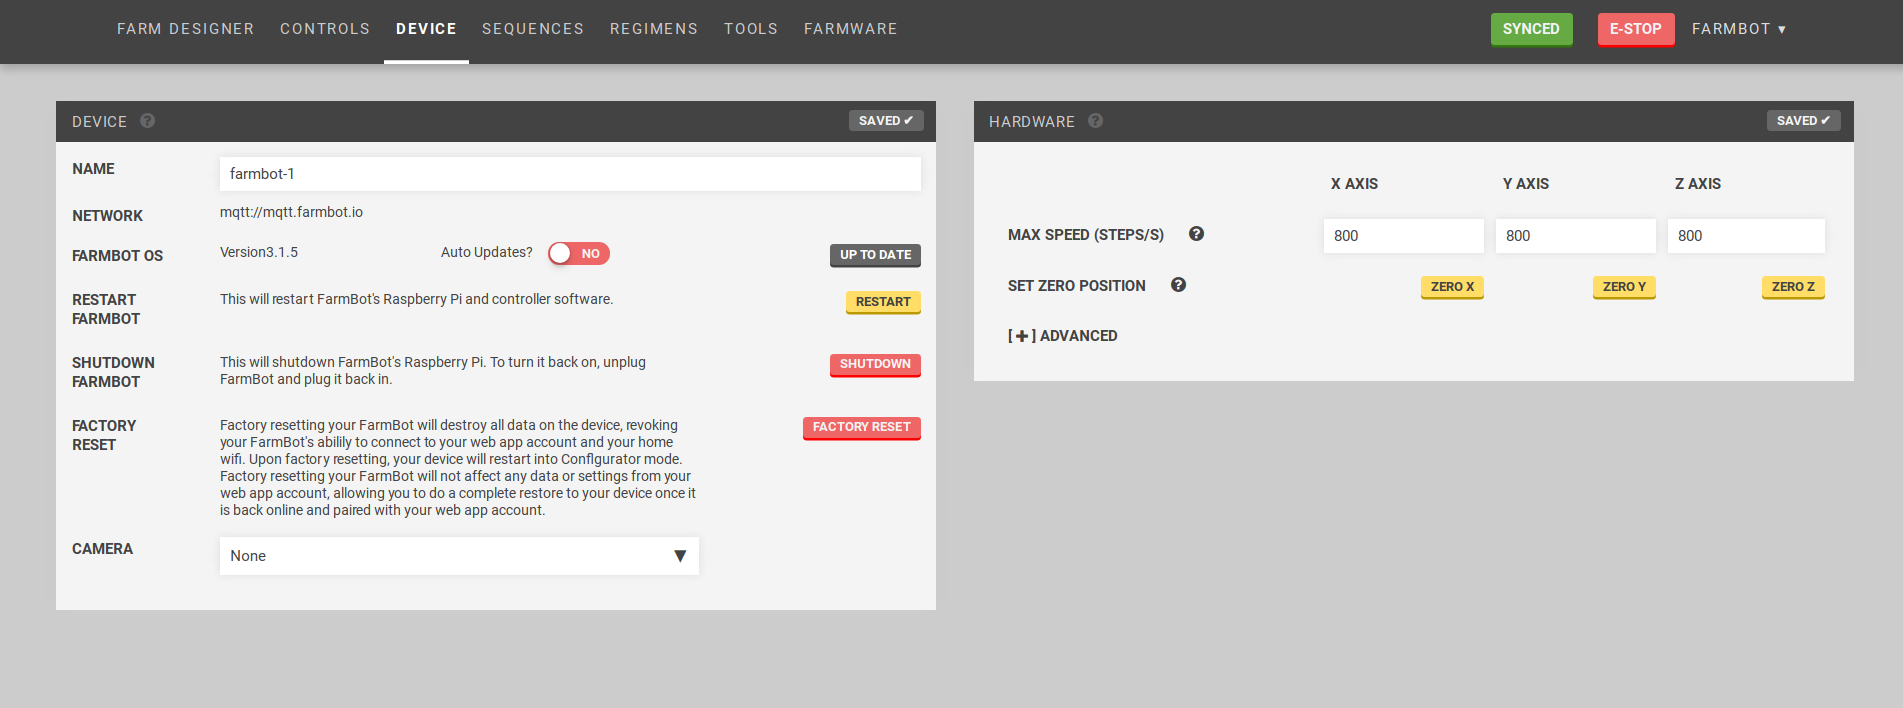 FARM DESIGNER CONTROLS DEVICE SEQUENCES REGIMENS TOOLS FARMWARE SYNCED E-STOP FARMBOT ▾
DEVICE ? SAVED ✔
NAME farmbot-1
NETWORK mqtt://mqtt.farmbot.io
FARMBOT OS Version3.1.5 Auto Updates? NO UP TO DATE
RESTART
FARMBOT
This will restart FarmBot's Raspberry Pi and controller software.
RESTART
SHUTDOWN
FARMBOT
This will shutdown FarmBot's Raspberry Pi. To turn it back on, unplug
FarmBot and plug it back in.
SHUTDOWN
FACTORY
RESET
Factory resetting your FarmBot will destroy all data on the device, revoking
your FarmBot's abilily to connect to your web app account and your home
wifi. Upon factory resetting, your device will restart into Configurator mode.
Factory resetting your FarmBot will not affect any data or settings from your
web app account, allowing you to do a complete restore to your device once it
is back online and paired with your web app account.
FACTORY RESET
CAMERA None ▼
HARDWARE ? SAVED ✔
X AXIS Y AXIS Z AXIS
MAX SPEED (STEPS/S) ? 800 800 800
SET ZERO POSITION ? ZERO X ZERO Y ZERO Z
[+] ADVANCED